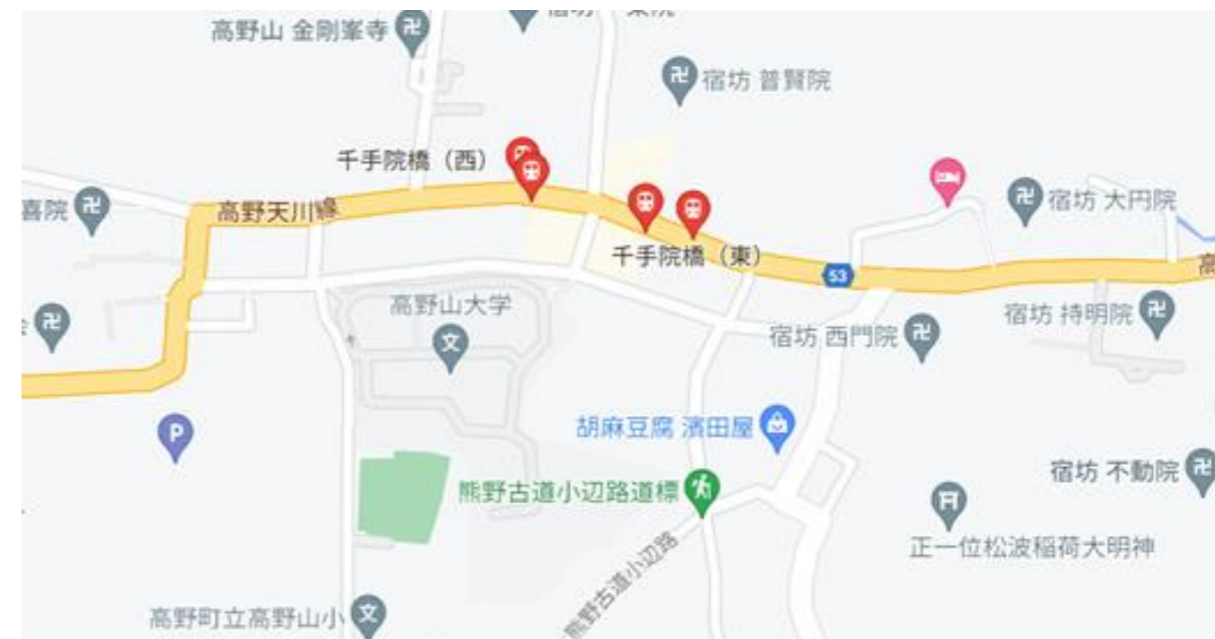 高野山 金剛峯寺
宿坊 普賢院
千手院橋（西）
喜院
高野天川線
宿坊 大円院
千手院橋（東）
53
高
高野山大学
文
宿坊 持明院
宿坊 西門院
P
胡麻豆腐 濱田屋
熊野古道小辺路道標
宿坊 不動院
正一位松波稲荷大明神
熊野古道小辺路
高野町立高野山小
文